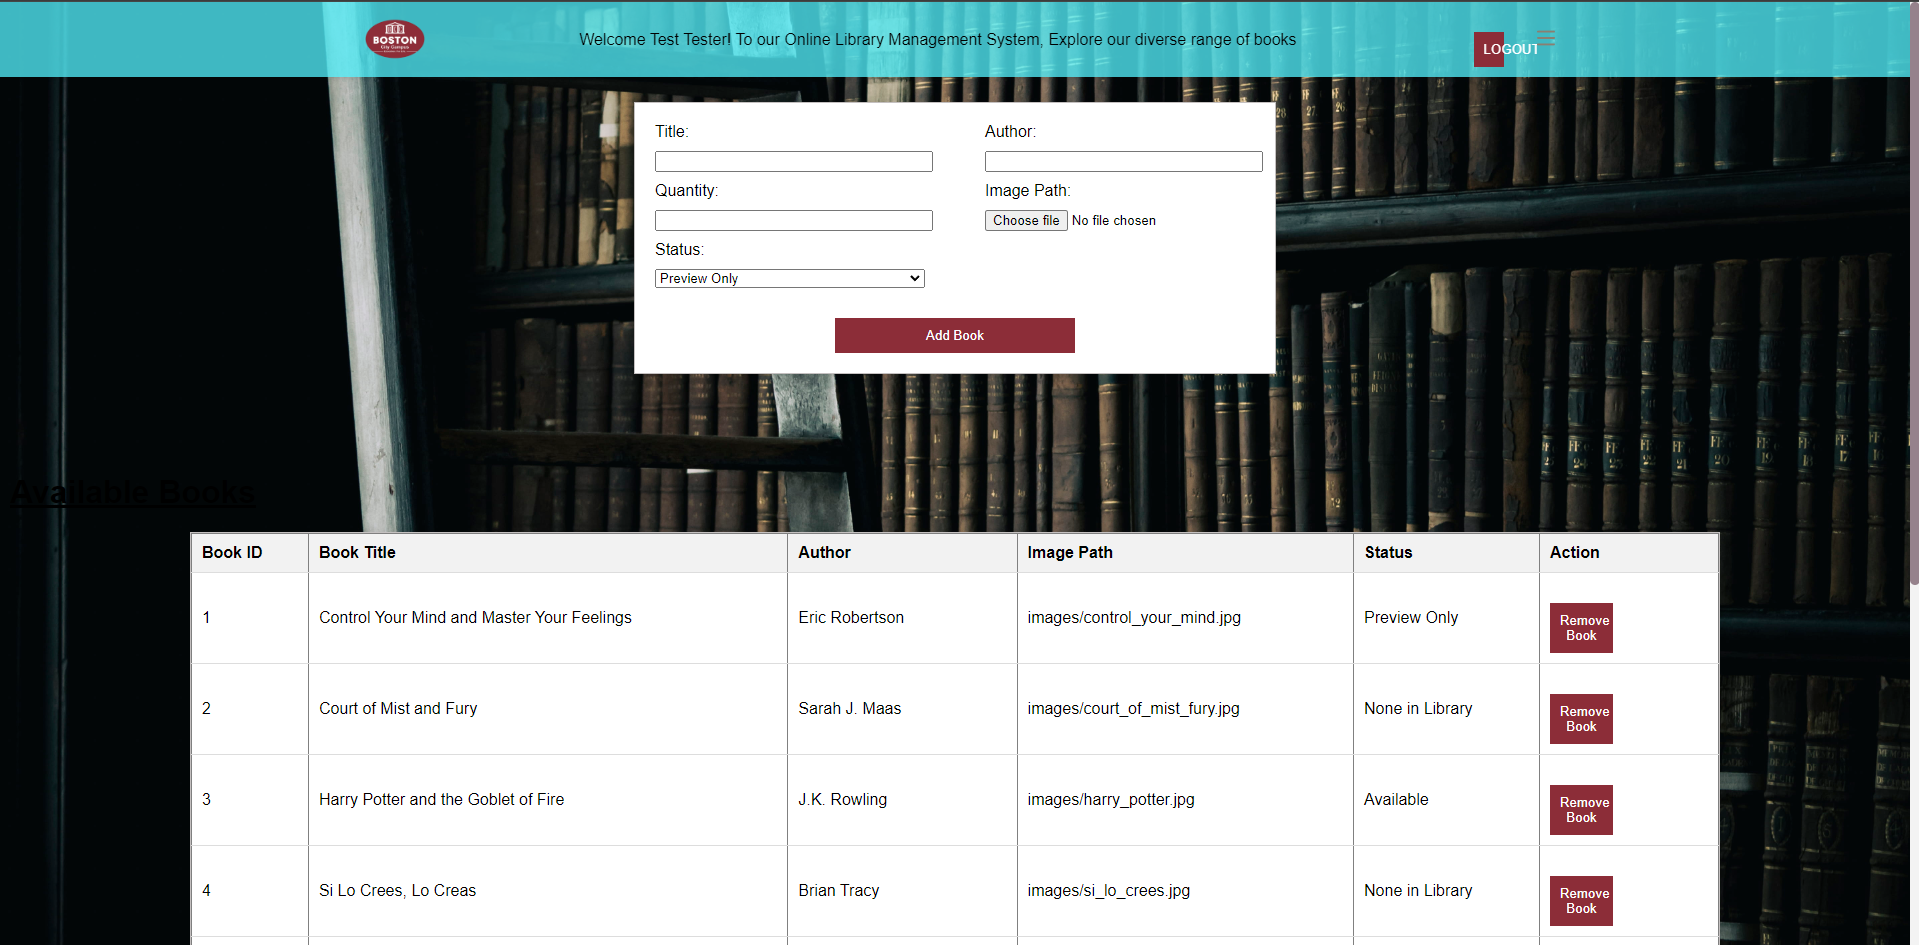 BOSTON
City Campus
Welcome Test Tester! To our Online Library Management System, Explore our diverse range of books
LOGOUT
Title:
Author:
Quantity:
Image Path:
Choose file No file chosen
Status:
Preview Only
Add Book
Available Books
Book ID Book Title Author Image Path Status Action
1 Control Your Mind and Master Your Feelings Eric Robertson images/control_your_mind.jpg Preview Only Remove Book
2 Court of Mist and Fury Sarah J. Maas images/court_of_mist_fury.jpg None in Library Remove Book
3 Harry Potter and the Goblet of Fire J.K. Rowling images/harry_potter.jpg Available Remove Book
4 Si Lo Crees, Lo Creas Brian Tracy images/si_lo_crees.jpg None in Library Remove Book